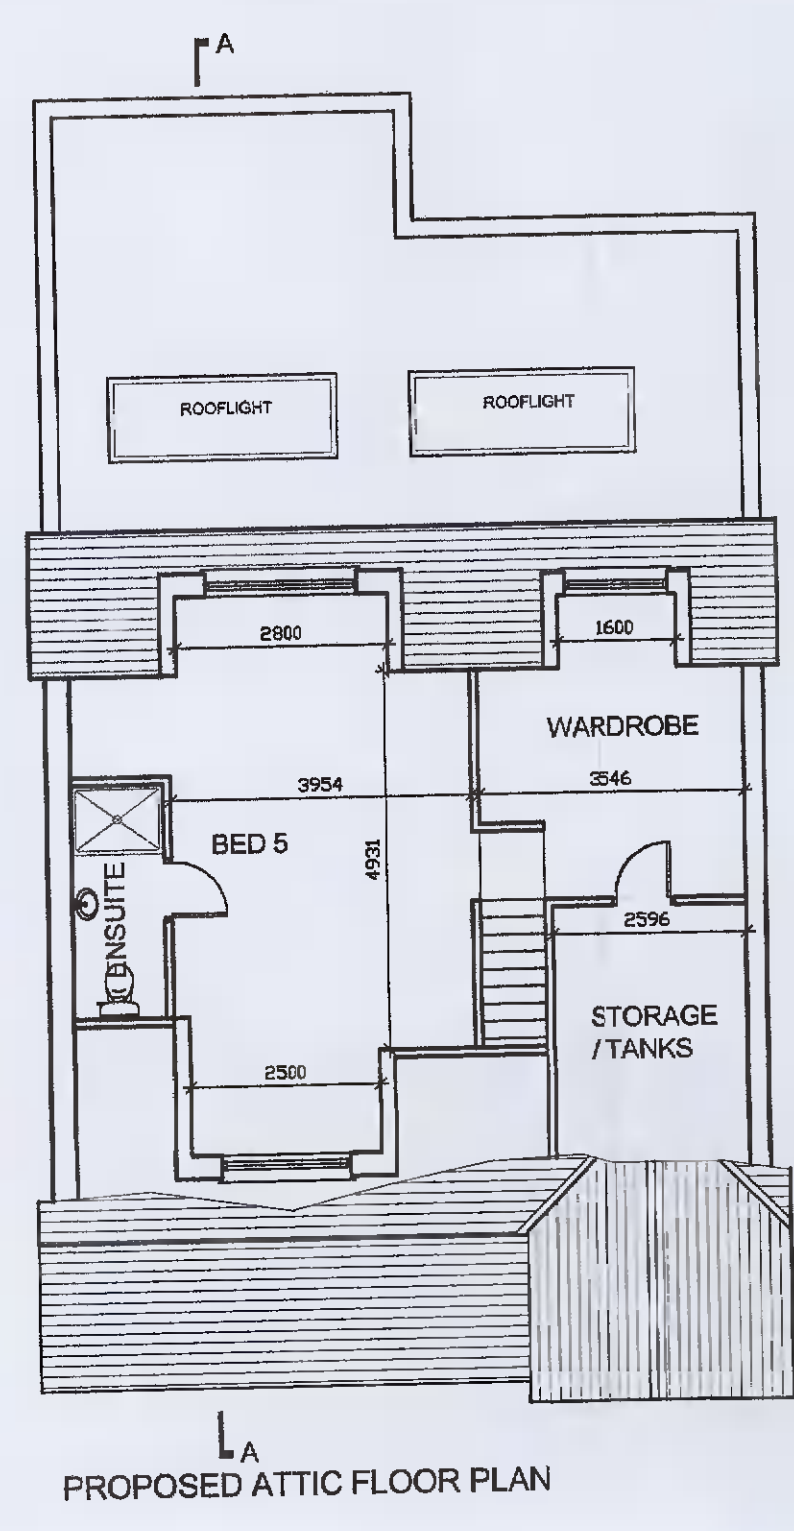 A
ROOFLIGHT
ROOFLIGHT
2800
1600
WARDROBE
3954
3546
BED 5
4931
ENSUITE
2596
STORAGE
/ TANKS
2500
A
PROPOSED ATTIC FLOOR PLAN